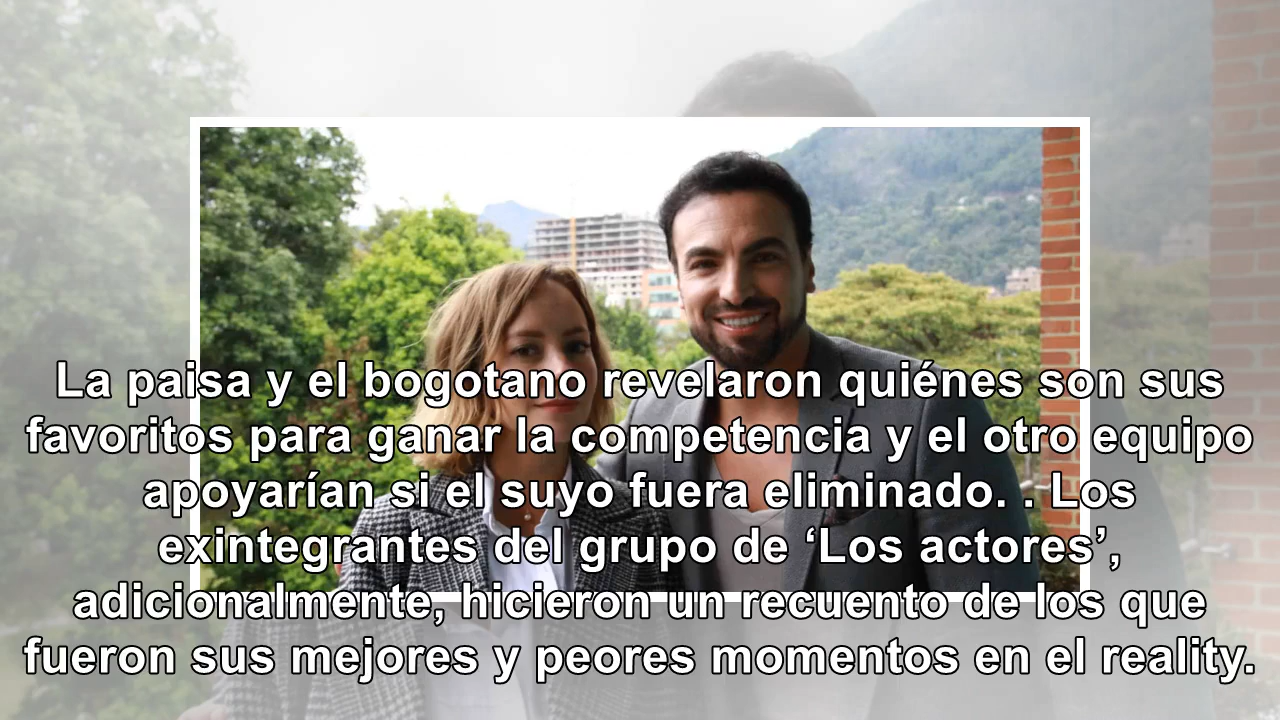 La paisa y el bogotano revelaron quiénes son sus
favoritos para ganar la competencia y el otro equipo
apoyarían si el suyo fuera eliminado. . Los
exintegrantes del grupo de ‘Los actores’,
adicionalmente, hicieron un recuento de los que
fueron sus mejores y peores momentos en el reality.